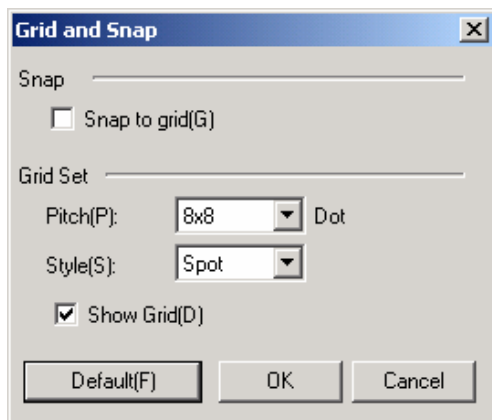 Grid and Snap
Snap
Snap to grid(G)
Grid Set
Pitch(P): 8x8 Dot
Style(S): Spot
Show Grid(D)
Default(F) OK Cancel